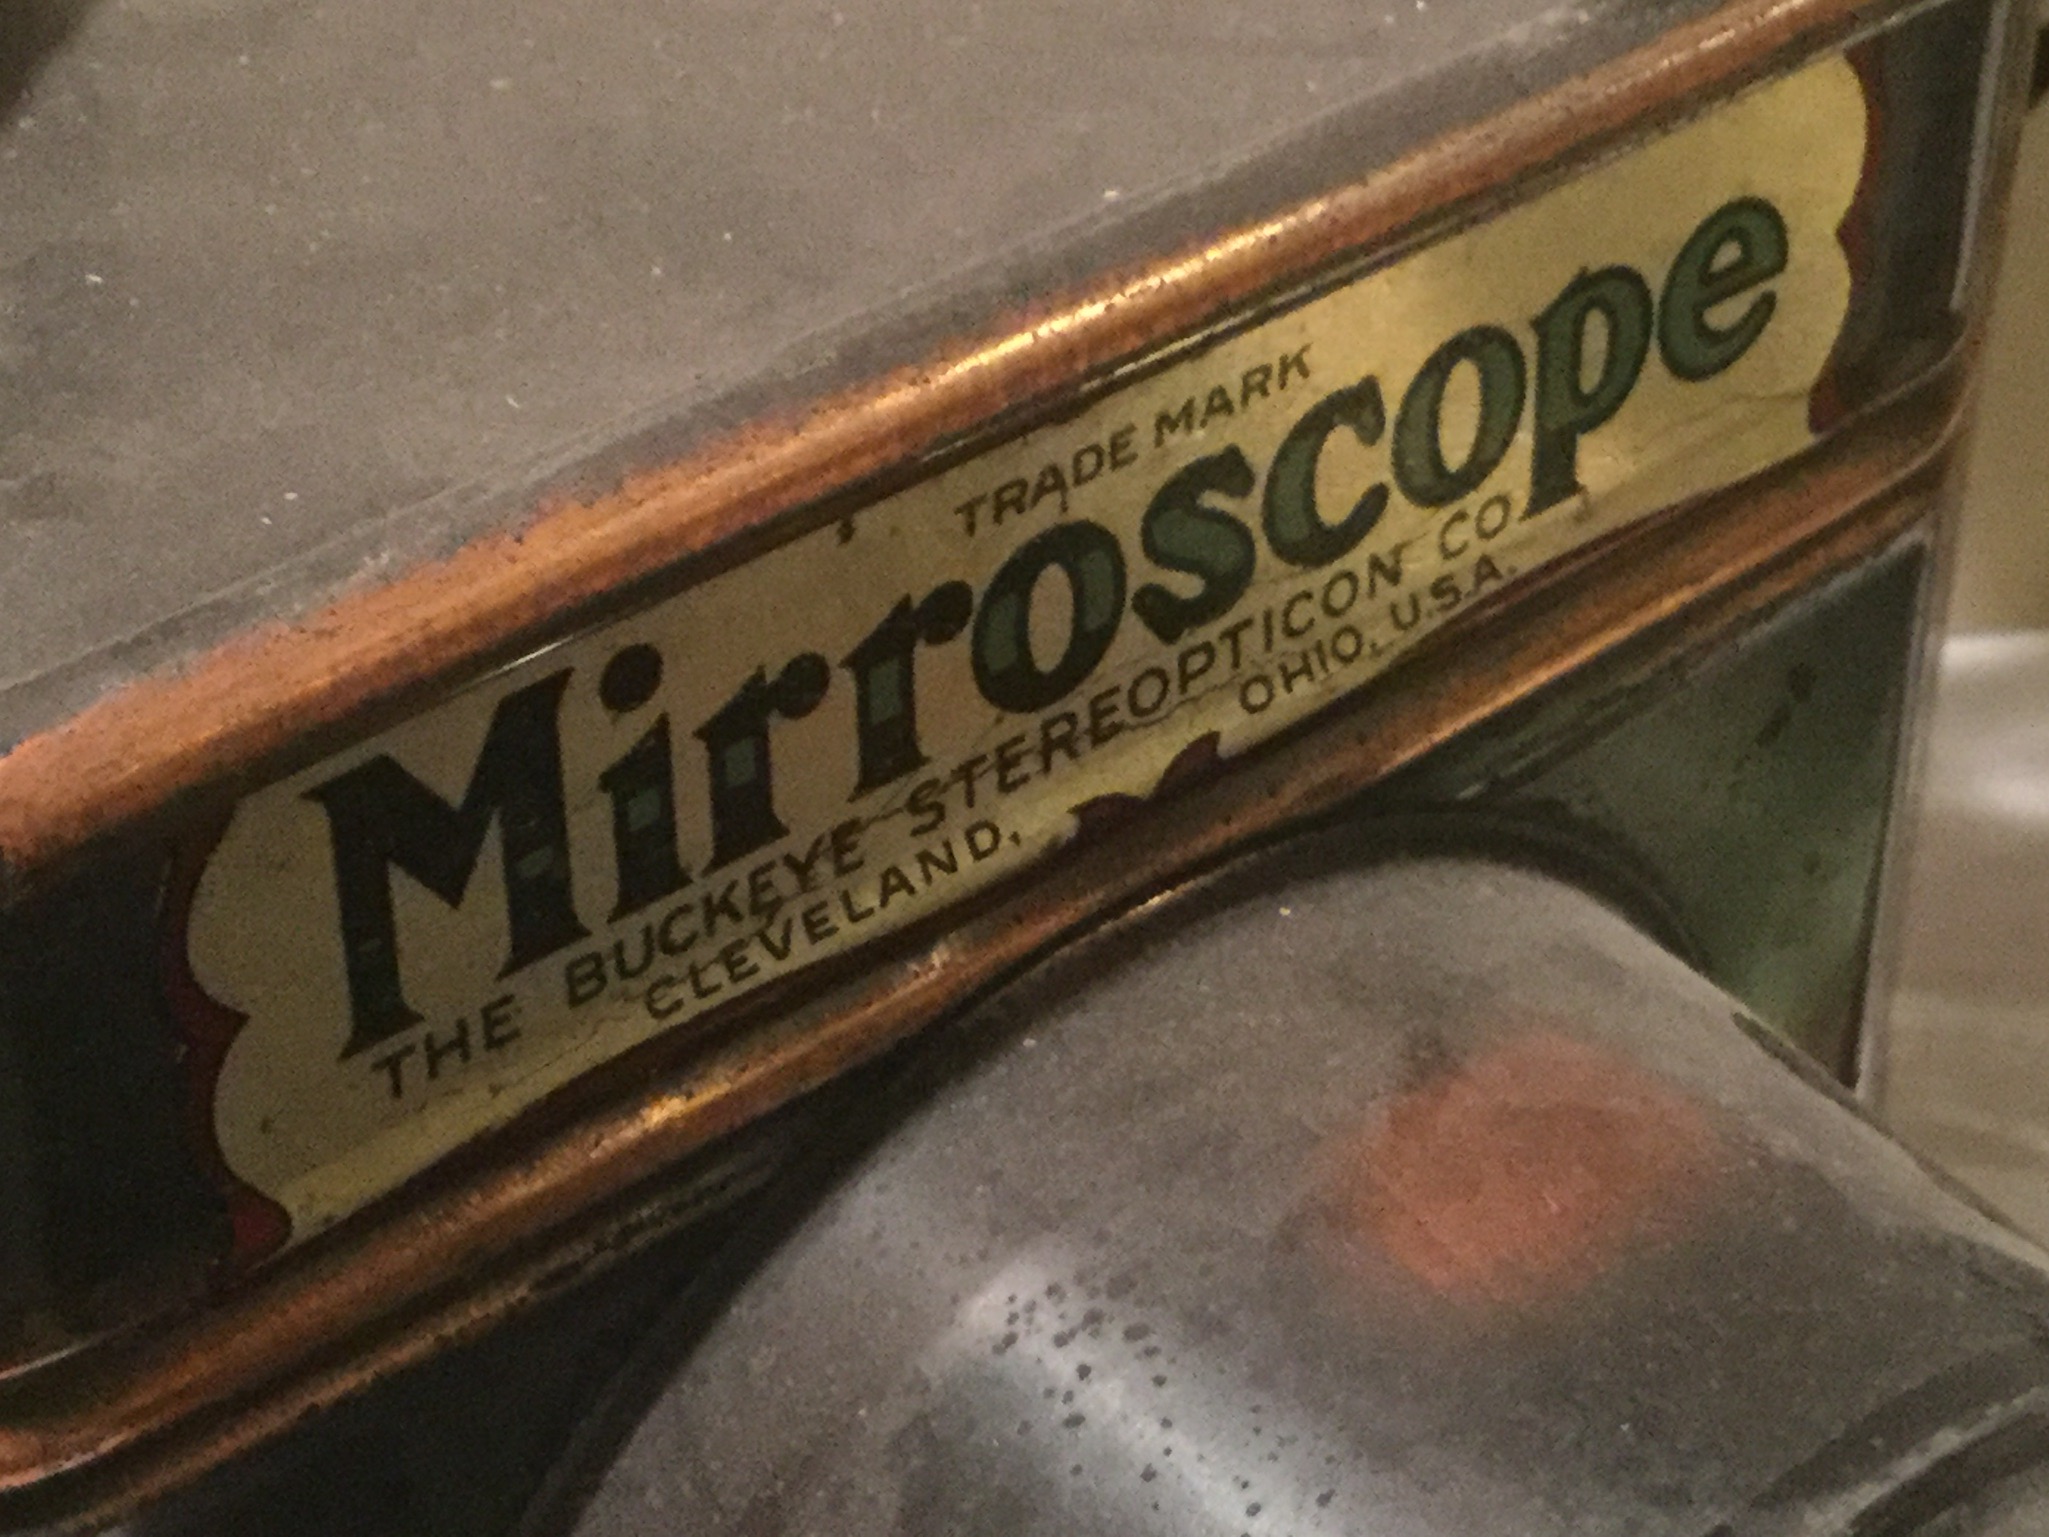 TRADE MARK
Mirroscope
THE BUCKEYE STEREOPTICON CO.
CLEVELAND, OHIO, U.S.A.